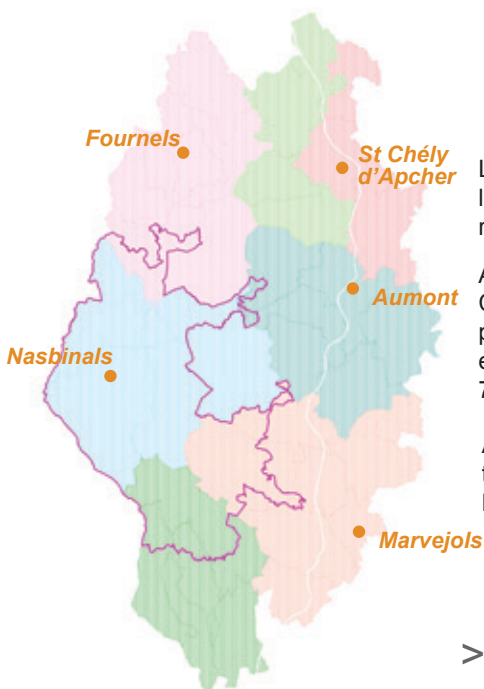 Fournels
St Chély
d'Apcher
Aumont
Nasbinals
Marvejols
>